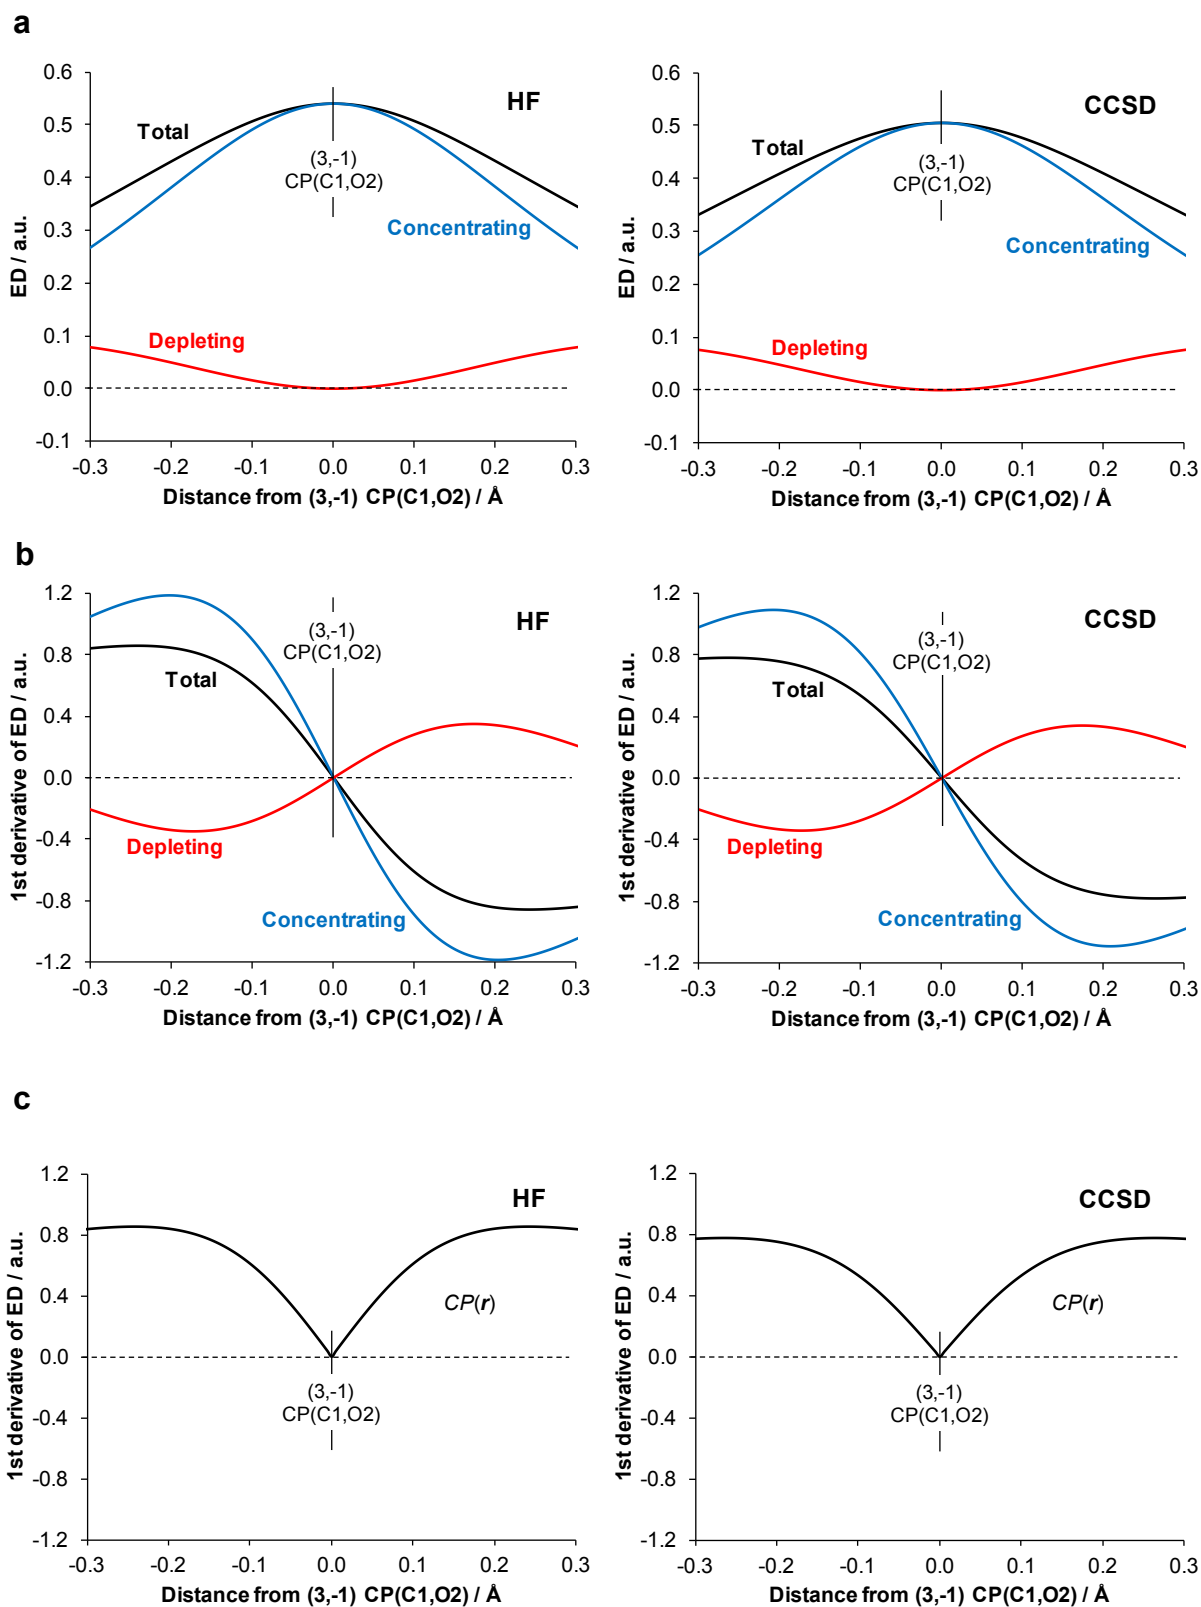 a
0.6
0.5
0.4
0.3
0.2
0.1
0.0
-0.1
ED / a.u.
HF
Total
(3,-1)
CP(C1,O2)
Concentrating
Depleting
-0.3 -0.2 -0.1 0.0 0.1 0.2 0.3
Distance from (3,-1) CP(C1,O2) / Å
0.6
0.5
0.4
0.3
0.2
0.1
0.0
-0.1
ED / a.u.
CCSD
Total
(3,-1)
CP(C1,O2)
Concentrating
Depleting
-0.3 -0.2 -0.1 0.0 0.1 0.2 0.3
Distance from (3,-1) CP(C1,O2) / Å
b
1.2
0.8
0.4
0.0
-0.4
-0.8
-1.2
1st derivative of ED / a.u.
HF
(3,-1)
CP(C1,O2)
Total
Depleting
Concentrating
-0.3 -0.2 -0.1 0.0 0.1 0.2 0.3
Distance from (3,-1) CP(C1,O2) / Å
1.2
0.8
0.4
0.0
-0.4
-0.8
-1.2
1st derivative of ED / a.u.
CCSD
(3,-1)
CP(C1,O2)
Total
Depleting
Concentrating
-0.3 -0.2 -0.1 0.0 0.1 0.2 0.3
Distance from (3,-1) CP(C1,O2) / Å
c
1.2
0.8
0.4
0.0
-0.4
-0.8
-1.2
1st derivative of ED / a.u.
HF
CP(r)
(3,-1)
CP(C1,O2)
-0.3 -0.2 -0.1 0.0 0.1 0.2 0.3
Distance from (3,-1) CP(C1,O2) / Å
1.2
0.8
0.4
0.0
-0.4
-0.8
-1.2
1st derivative of ED / a.u.
CCSD
CP(r)
(3,-1)
CP(C1,O2)
-0.3 -0.2 -0.1 0.0 0.1 0.2 0.3
Distance from (3,-1) CP(C1,O2) / Å